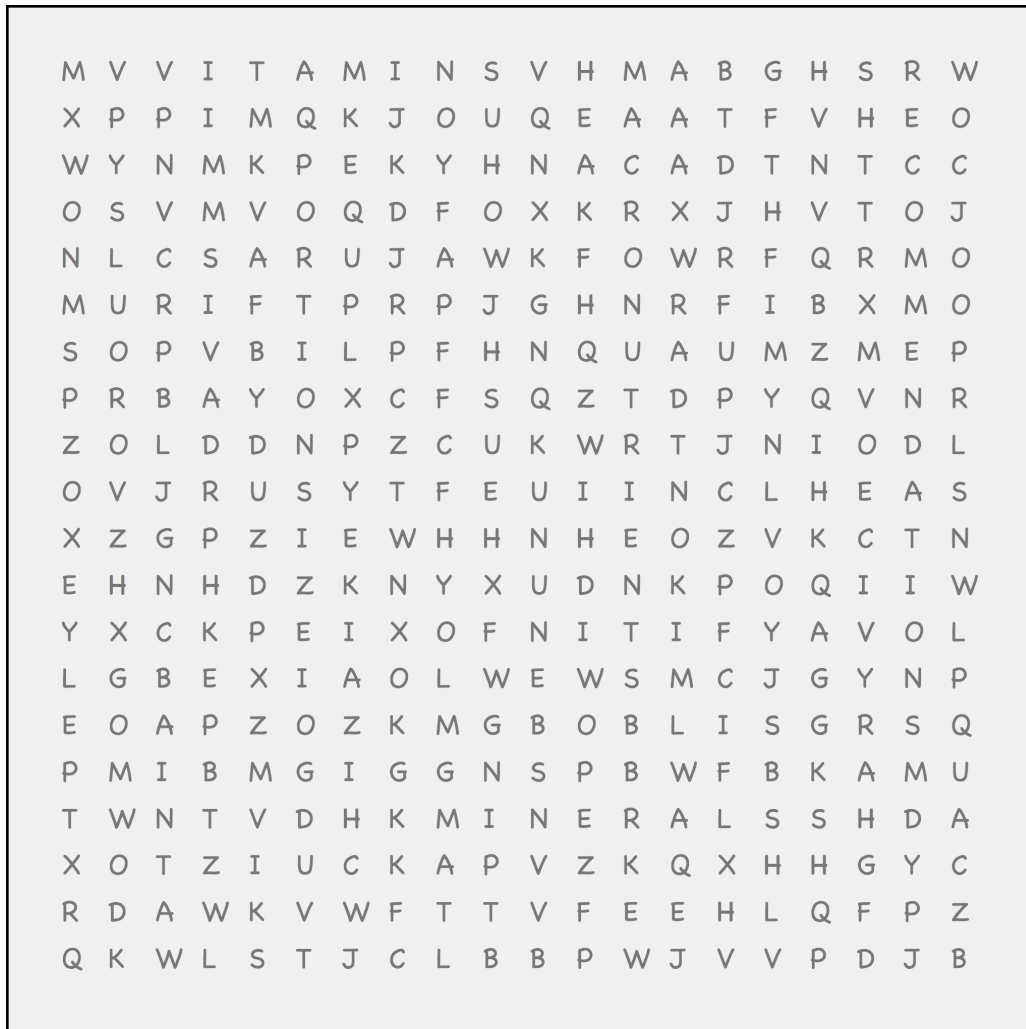 M V V I T A M I N S V H M A B G H S R W
X P P I M Q K J O U Q E A A T F V H E O
W Y N M K P E K Y H N A C A D T N T C C
O S V M V O Q D F O X K R X J H V T O J
N L C S A R U J A W K F O W R F Q R M O
M U R I F T P R P J G H N R F I B X M O
S O P V B I L P F H N Q U A U M Z M E P
P R B A Y O X C F S Q Z T D P Y Q V N R
Z O L D D N P Z C U K W R T J N I O D L
O V J R U S Y T F E U I I N C L H E A S
X Z G P Z I E W H H N H E O Z V K C T N
E H N H D Z K N Y X U D N K P O Q I I W
Y X C K P E I X O F N I T I F Y A V O L
L G B E X I A O L W E W S M C J G Y N P
E O A P Z O Z K M G B O B L I S G R S Q
P M I B M G I G G N S P B W F B K A M U
T W N T V D H K M I N E R A L S S H D A
X O T Z I U C K A P V Z K Q X H H G Y C
R D A W K V W F T T V F E E H L Q F P Z
Q K W L S T J C L B B P W J V V P D J B